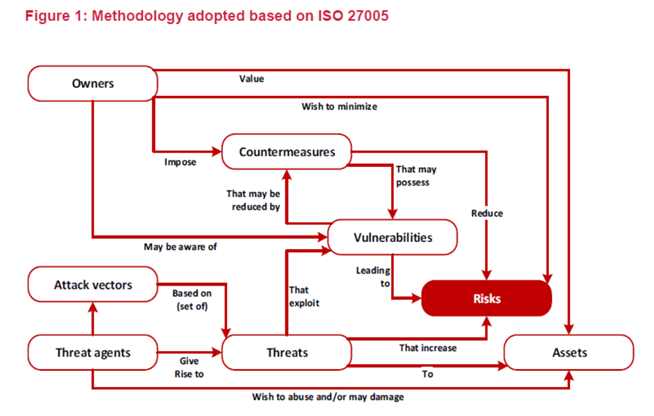 Figure 1: Methodology adopted based on ISO 27005
Owners
Value
Wish to minimize
Impose
Countermeasures
That may
possess
That may be
reduced by
Reduce
May be aware of
Vulnerabilities
Leading
to
Attack vectors
Based on
(set of)
That
exploit
Risks
Threat agents
Give
Rise to
Threats
That increase
To
Assets
Wish to abuse and/or may damage